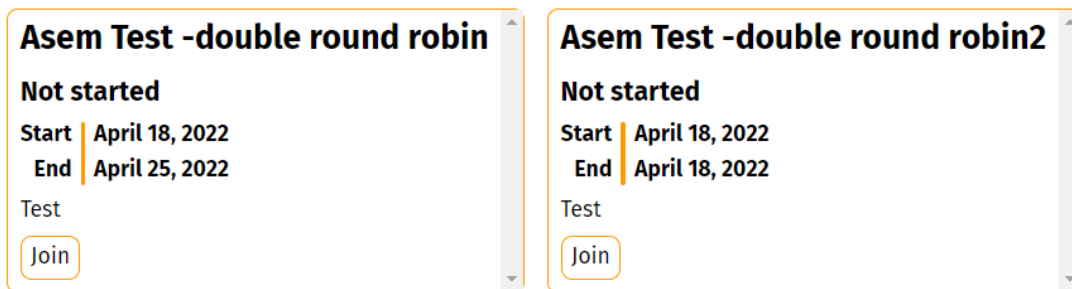 Asem Test -double round robin
Not started
Start April 18, 2022
End April 25, 2022
Test
Join
Asem Test -double round robin2
Not started
Start April 18, 2022
End April 18, 2022
Test
Join